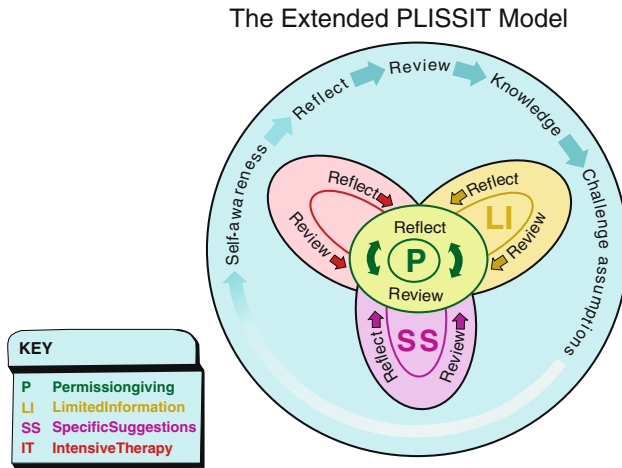 The Extended PLISSIT Model
Self-awareness
Reflect
Review
Knowledge
Challenge assumptions
Reflect
Review
Reflect
LI
Review
Reflect
P
Review
Reflect
SS
Review
KEY
P Permissiongiving
LI LimitedInformation
SS SpecificSuggestions
IT IntensiveTherapy